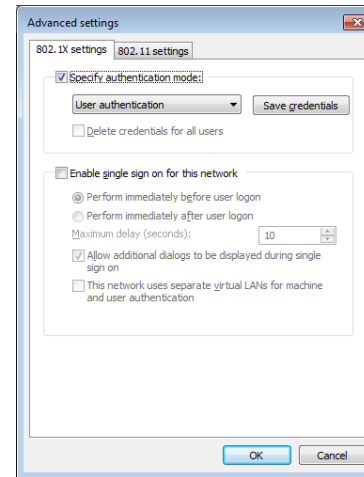 Advanced settings
802.1X settings
802.11 settings
Specify authentication mode:
User authentication
Save credentials
Delete credentials for all users
Enable single sign on for this network
Perform immediately before user logon
Perform immediately after user logon
Maximum delay (seconds):
10
Allow additional dialogs to be displayed during single
sign on
This network uses separate virtual LANs for machine
and user authentication
OK
Cancel